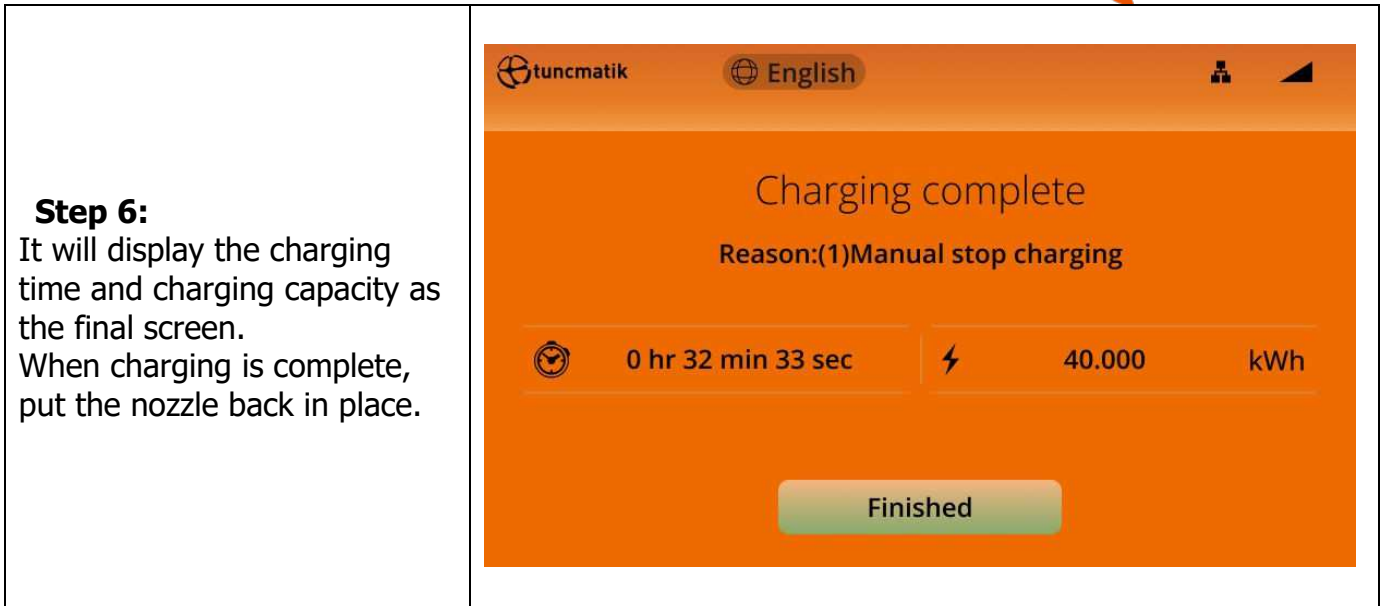 Step 6:
It will display the charging
time and charging capacity as
the final screen.
When charging is complete,
put the nozzle back in place.
tuncmatik English
Charging complete
Reason:(1)Manual stop charging
0 hr 32 min 33 sec 40.000 kWh
Finished